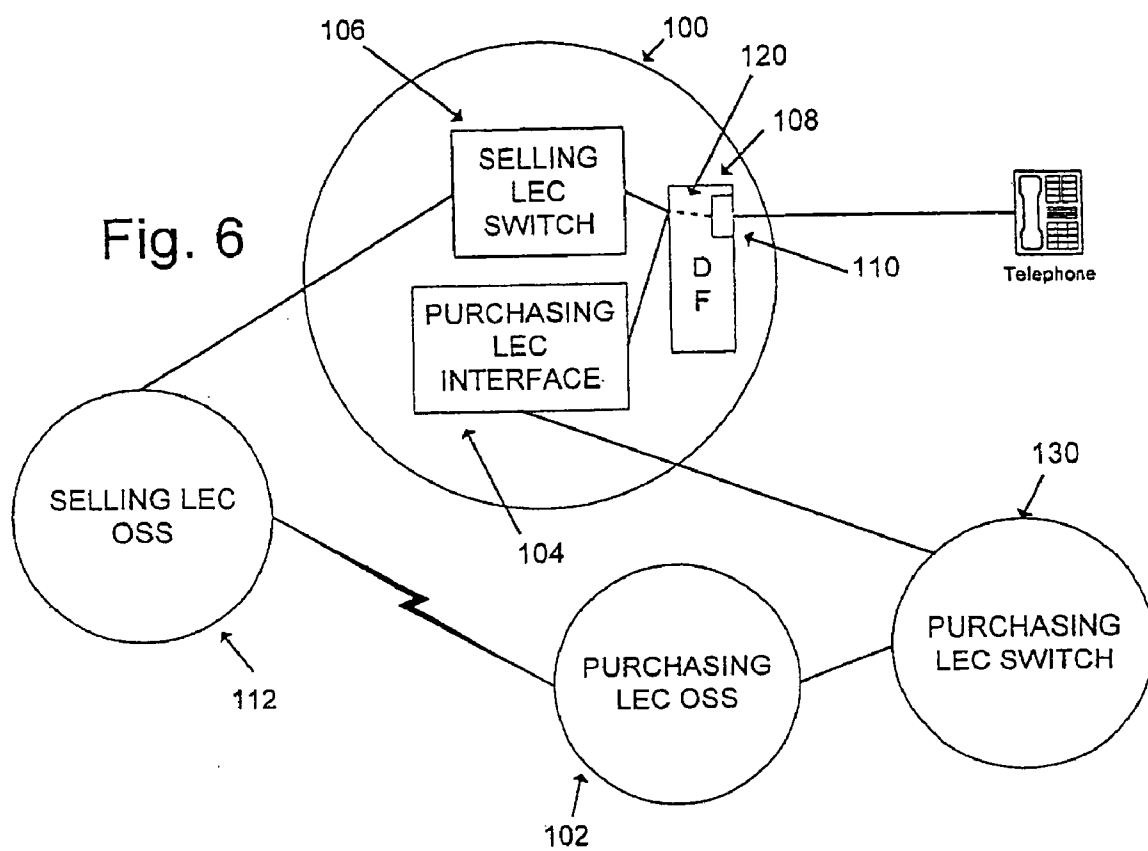 106
100
120
108
SELLING
LEC
SWITCH
Fig. 6
D
F
110
Telephone
PURCHASING
LEC
INTERFACE
130
SELLING LEC
OSS
104
PURCHASING
LEC SWITCH
PURCHASING
LEC OSS
112
102